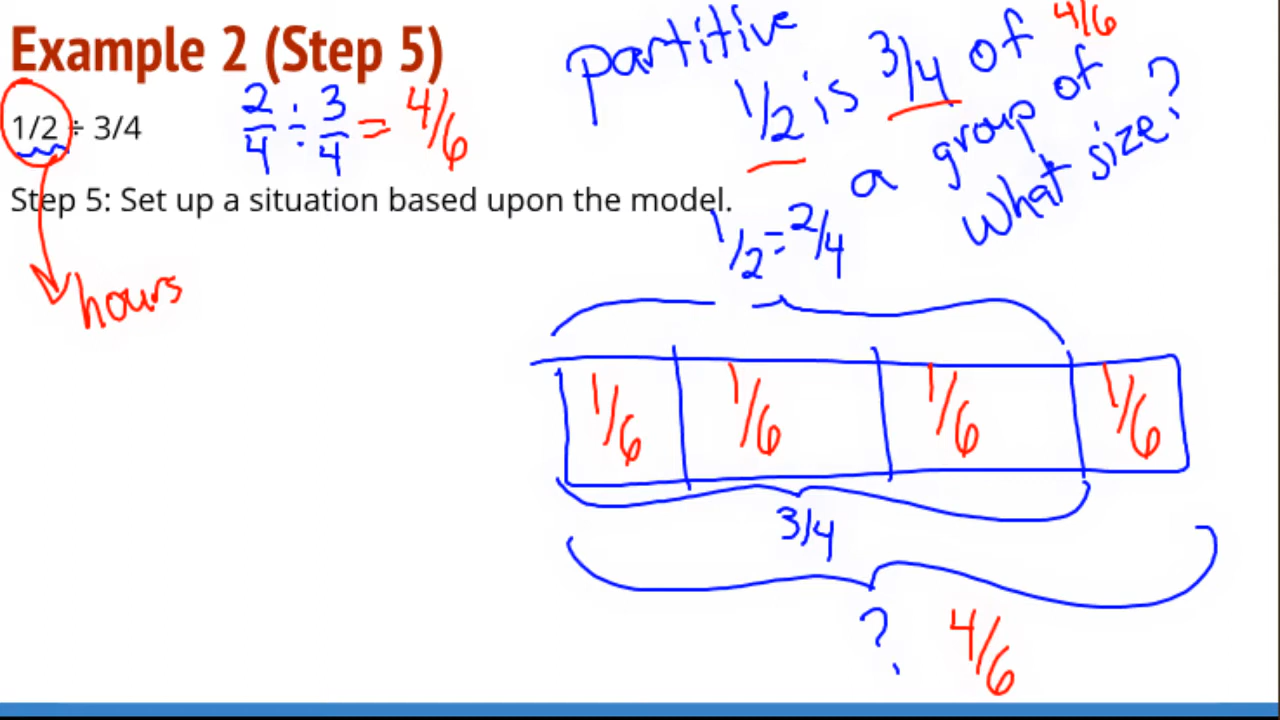 Example 2 (Step 5)
1/2 ÷ 3/4
2/4 ÷ 3/4 = 4/6
partitive
1/2 is 3/4 of 4/6
a group of
what size?
Step 5: Set up a situation based upon the model.
hours
1/2 = 2/4
1/6 1/6 1/6 1/6
3/4
? 4/6